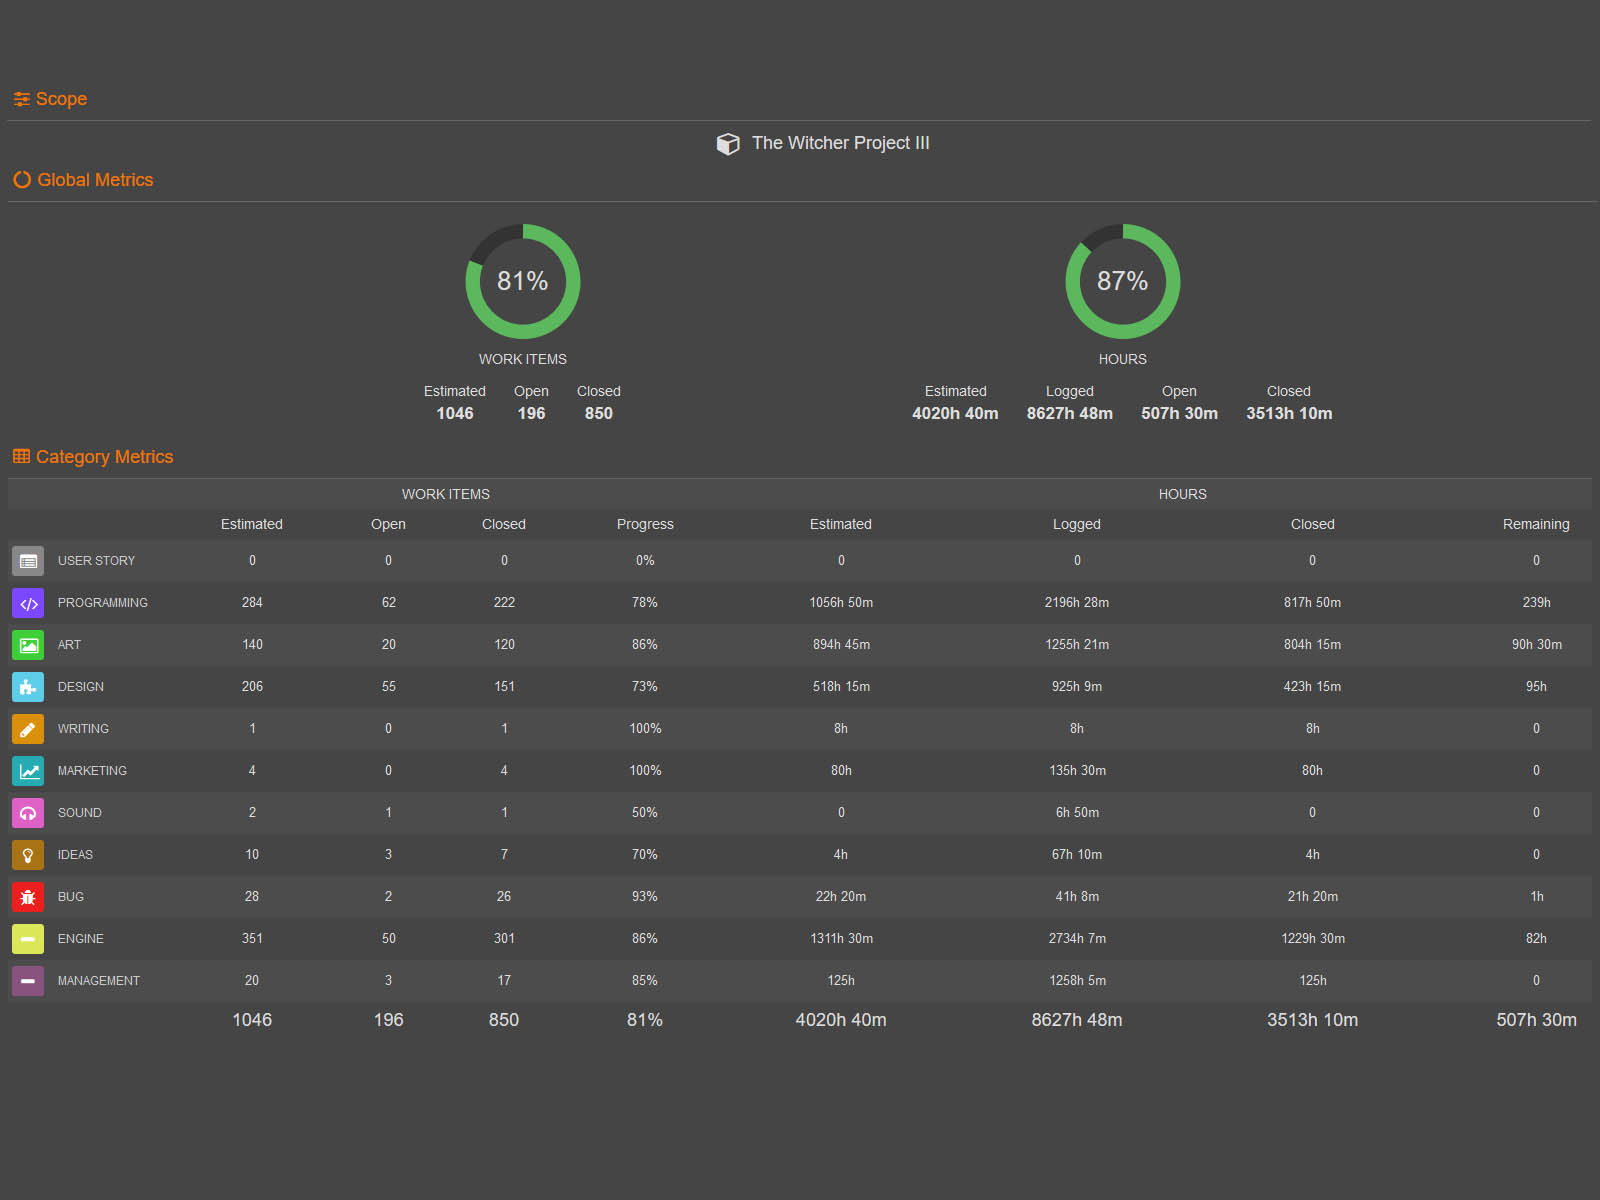 Scope
The Witcher Project III
Global Metrics
81% 87%
WORK ITEMS HOURS
Estimated Open Closed Estimated Logged Open Closed
1046 196 850 4020h 40m 8627h 48m 507h 30m 3513h 10m
Category Metrics
WORK ITEMS HOURS
Estimated Open Closed Progress Estimated Logged Closed Remaining
USER STORY 0 0 0 0% 0 0 0 0
PROGRAMMING 284 62 222 78% 1056h 50m 2196h 28m 817h 50m 239h
ART 140 20 120 86% 894h 45m 1255h 21m 804h 15m 90h 30m
DESIGN 206 55 151 73% 518h 15m 925h 9m 423h 15m 95h
WRITING 1 0 1 100% 8h 8h 8h 0
MARKETING 4 0 4 100% 80h 135h 30m 80h 0
SOUND 2 1 1 50% 0 6h 50m 0 0
IDEAS 10 3 7 70% 4h 67h 10m 4h 0
BUG 28 2 26 93% 22h 20m 41h 8m 21h 20m 1h
ENGINE 351 50 301 86% 1311h 30m 2734h 7m 1229h 30m 82h
MANAGEMENT 20 3 17 85% 125h 1258h 5m 125h 0
1046 196 850 81% 4020h 40m 8627h 48m 3513h 10m 507h 30m